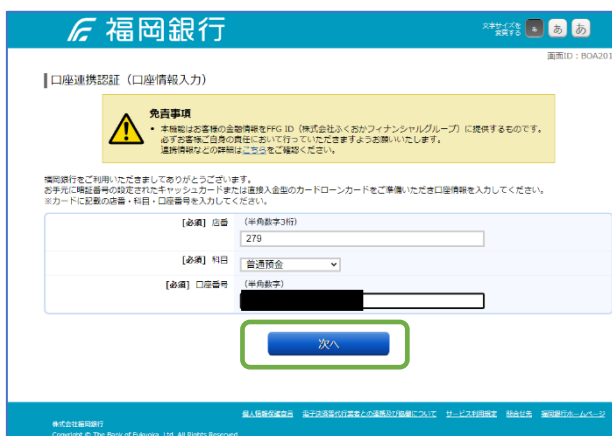 福岡銀行
文字サイズを
変更する
あ あ
画面ID：BOA201
口座連携認証（口座情報入力）
免責事項
• 本機能はお客様の金融情報をFFG ID（株式会社ふくおかフィナンシャルグループ）に提供するものです。
必ずお客様ご自身の責任において行っていただきますようお願いいたします。
連携情報などの詳細はこちらをご確認ください。
福岡銀行をご利用いただきましてありがとうございます。
お手元に暗証番号の設定されたキャッシュカードまたは直接入金型のカードローンカードをご準備いただき口座情報を入力してください。
※カードに記載の店番・科目・口座番号を入力してください。
【必須】店番 （半角数字3桁）
279
【必須】科目 普通預金
【必須】口座番号 （半角数字）
次へ
個人情報保護宣言 電子決済等代行業者との連携及び協働について サービス利用規定 照会先 福岡銀行ホームページ
株式会社福岡銀行
Copyright © The Bank of Fukuoka, Ltd. All Rights Reserved.